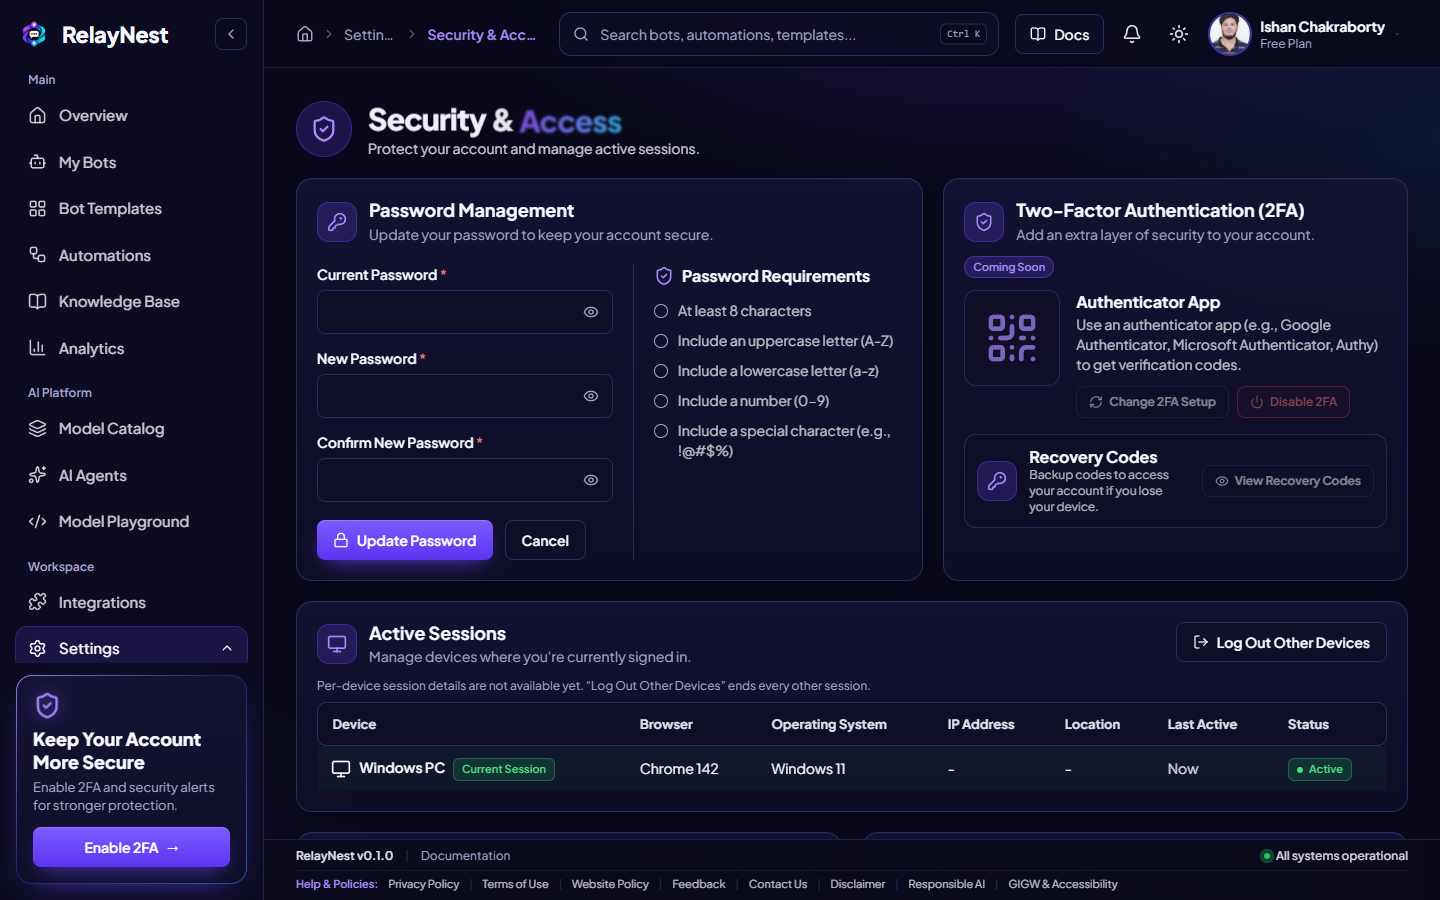 RelayNest
Settin...
Security & Acc...
Search bots, automations, templates...
Ctrl K
Docs
Ishan Chakraborty
Free Plan
Main
Overview
My Bots
Bot Templates
Automations
Knowledge Base
Analytics
AI Platform
Model Catalog
AI Agents
Model Playground
Workspace
Integrations
Settings
Keep Your Account
More Secure
Enable 2FA and security alerts
for stronger protection.
Enable 2FA →
Security & Access
Protect your account and manage active sessions.
Password Management
Update your password to keep your account secure.
Current Password *
New Password *
Confirm New Password *
Update Password
Cancel
Password Requirements
At least 8 characters
Include an uppercase letter (A-Z)
Include a lowercase letter (a-z)
Include a number (0-9)
Include a special character (e.g.,
!@#$%)
Two-Factor Authentication (2FA)
Add an extra layer of security to your account.
Coming Soon
Authenticator App
Use an authenticator app (e.g., Google
Authenticator, Microsoft Authenticator, Authy)
to get verification codes.
Change 2FA Setup
Disable 2FA
Recovery Codes
Backup codes to access
your account if you lose
your device.
View Recovery Codes
Active Sessions
Manage devices where you're currently signed in.
Log Out Other Devices
Per-device session details are not available yet. "Log Out Other Devices" ends every other session.
Device Browser Operating System IP Address Location Last Active Status
Windows PC Current Session Chrome 142 Windows 11 - - Now Active
RelayNest v0.1.0 Documentation
All systems operational
Help & Policies: Privacy Policy Terms of Use Website Policy Feedback Contact Us Disclaimer Responsible AI GIGW & Accessibility